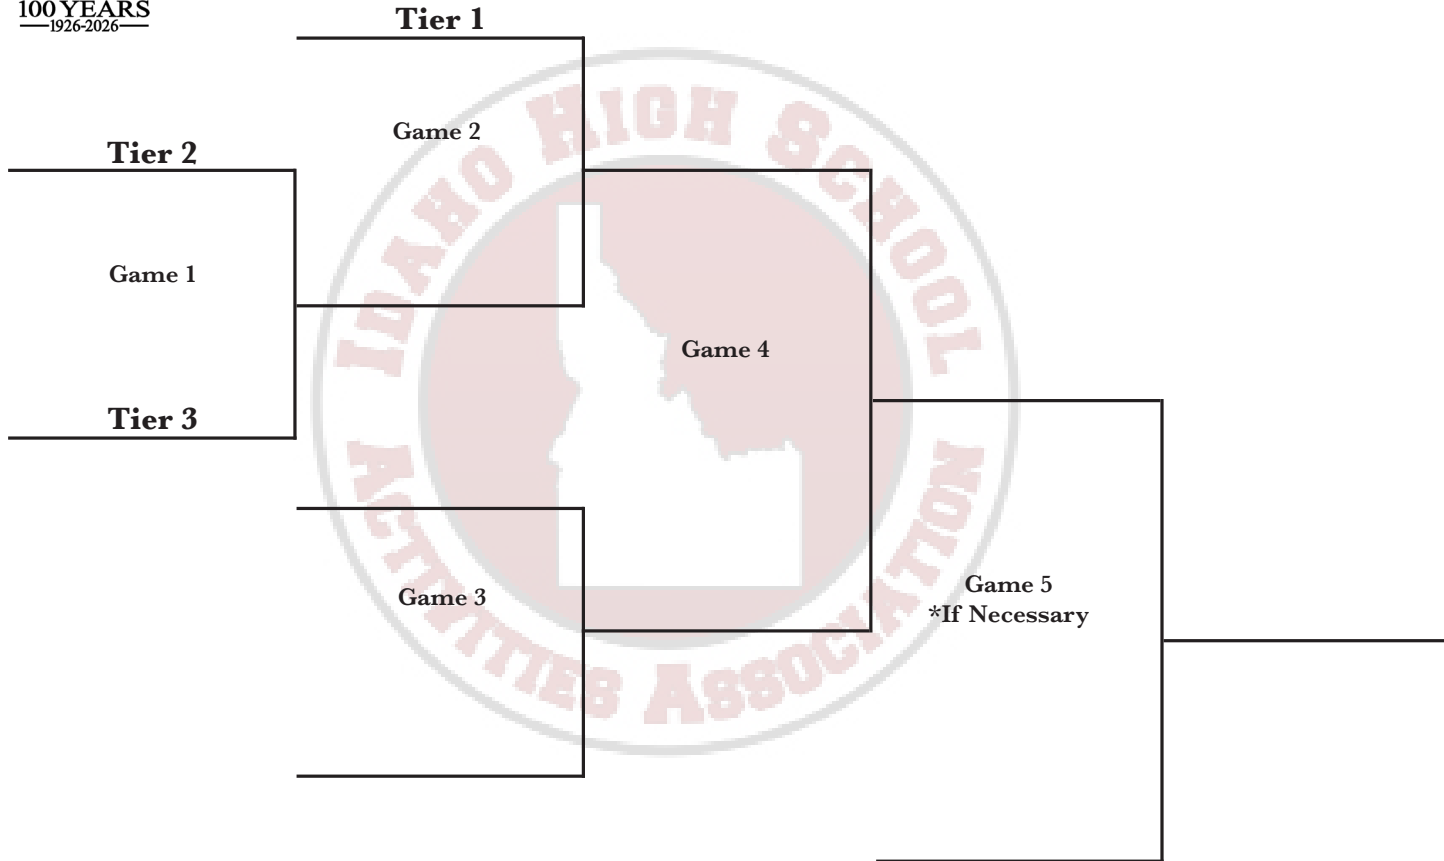 100 YEARS
1926-2026
Tier 1
Game 2
Tier 2
Game 1
Tier 3
Game 4
Game 3
Game 5
*If Necessary
IDAHO HIGH SCHOOL
ACTIVITIES ASSOCIATION